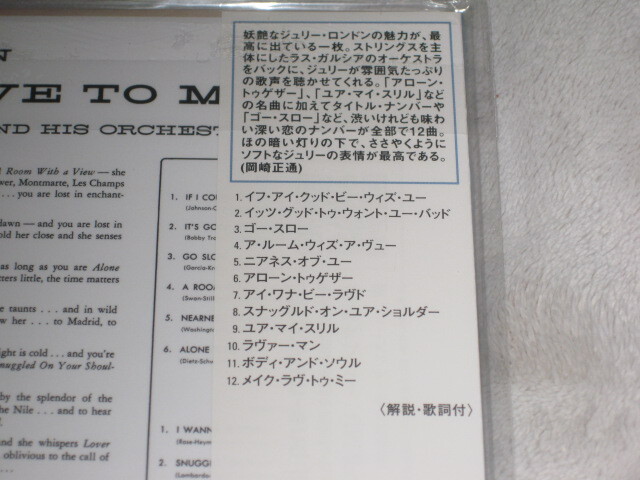 妖艶なジュリー・ロンドンの魅力が、最
高に出ている一枚。ストリングスを主
体にしたラス・ガルシアのオーケストラ
をバックに、ジュリーが雰囲気たっぷり
の歌声を聴かせてくれる。「アローン・
トゥゲザー」、「ユア・マイ・スリル」など
の名曲に加えてタイトル・ナンバーや
「ゴー・スロー」など、渋いけれども味わ
い深い恋のナンバーが全部で12曲。
ほの暗い灯りの下で、ささやくように
ソフトなジュリーの表情が最高である。
(岡崎正通)
1. イフ・アイ・クッド・ビー・ウィズ・ユー
2. イッツ・グッド・トゥ・ウォント・ユー・バッド
3. ゴー・スロー
4. ア・ルーム・ウィズ・ア・ヴュー
5. ニアネス・オブ・ユー
6. アローン・トゥゲザー
7. アイ・ワナ・ビー・ラヴド
8. スナッグルド・オン・ユア・ショルダー
9. ユア・マイ・スリル
10. ラヴァー・マン
11. ボディ・アンド・ソウル
12. メイク・ラヴ・トゥ・ミー
〈解説・歌詞付〉
N
VE TO M
ND HIS ORCHEST
Room With a View — she
wer, Montmarte, Les Champs
. . . you are lost in enchant-
dawn — and you are lost in
old her close and she senses
as long as you are Alone
tters little, the time matters
e taunts . . . and in wild
w her . . . to Madrid, to
ight is cold . . . and you're
nuggled On Your Shoul-
by the splendor of the
he Nile . . . and to hear
nd she whispers Lover
oblivious to the call of
1. IF I COU
(Johnson-C
2. IT'S GO
(Bobby Tro
3. GO SLO
(Garcia-Kn
4. A ROOM
(Swan-Still
5. NEARNE
(Washington
6. ALONE
(Dietz-Schw
1. I WANN
(Rose-Heym
2. SNUGG
(Lombardo-